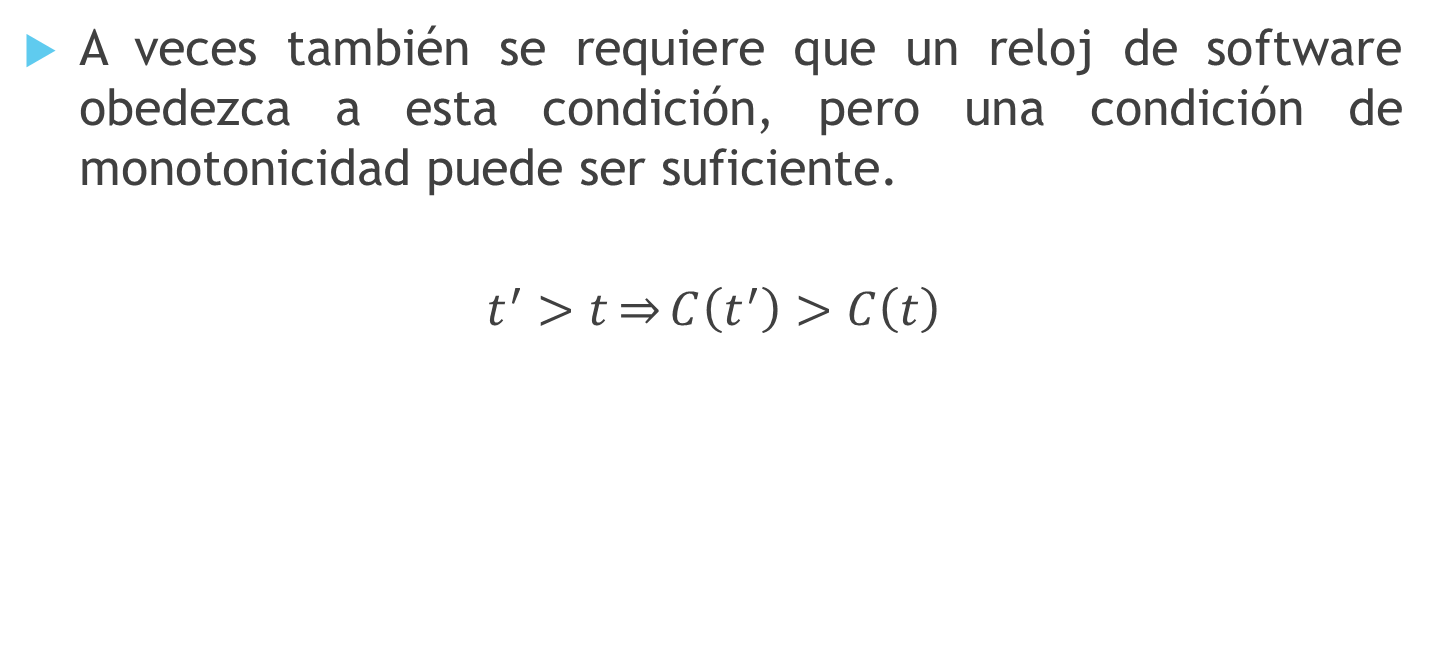 A veces también se requiere que un reloj de software
obedezca a esta condición, pero una condición de
monotonicidad puede ser suficiente.
t′ > t ⇒ C(t′) > C(t)